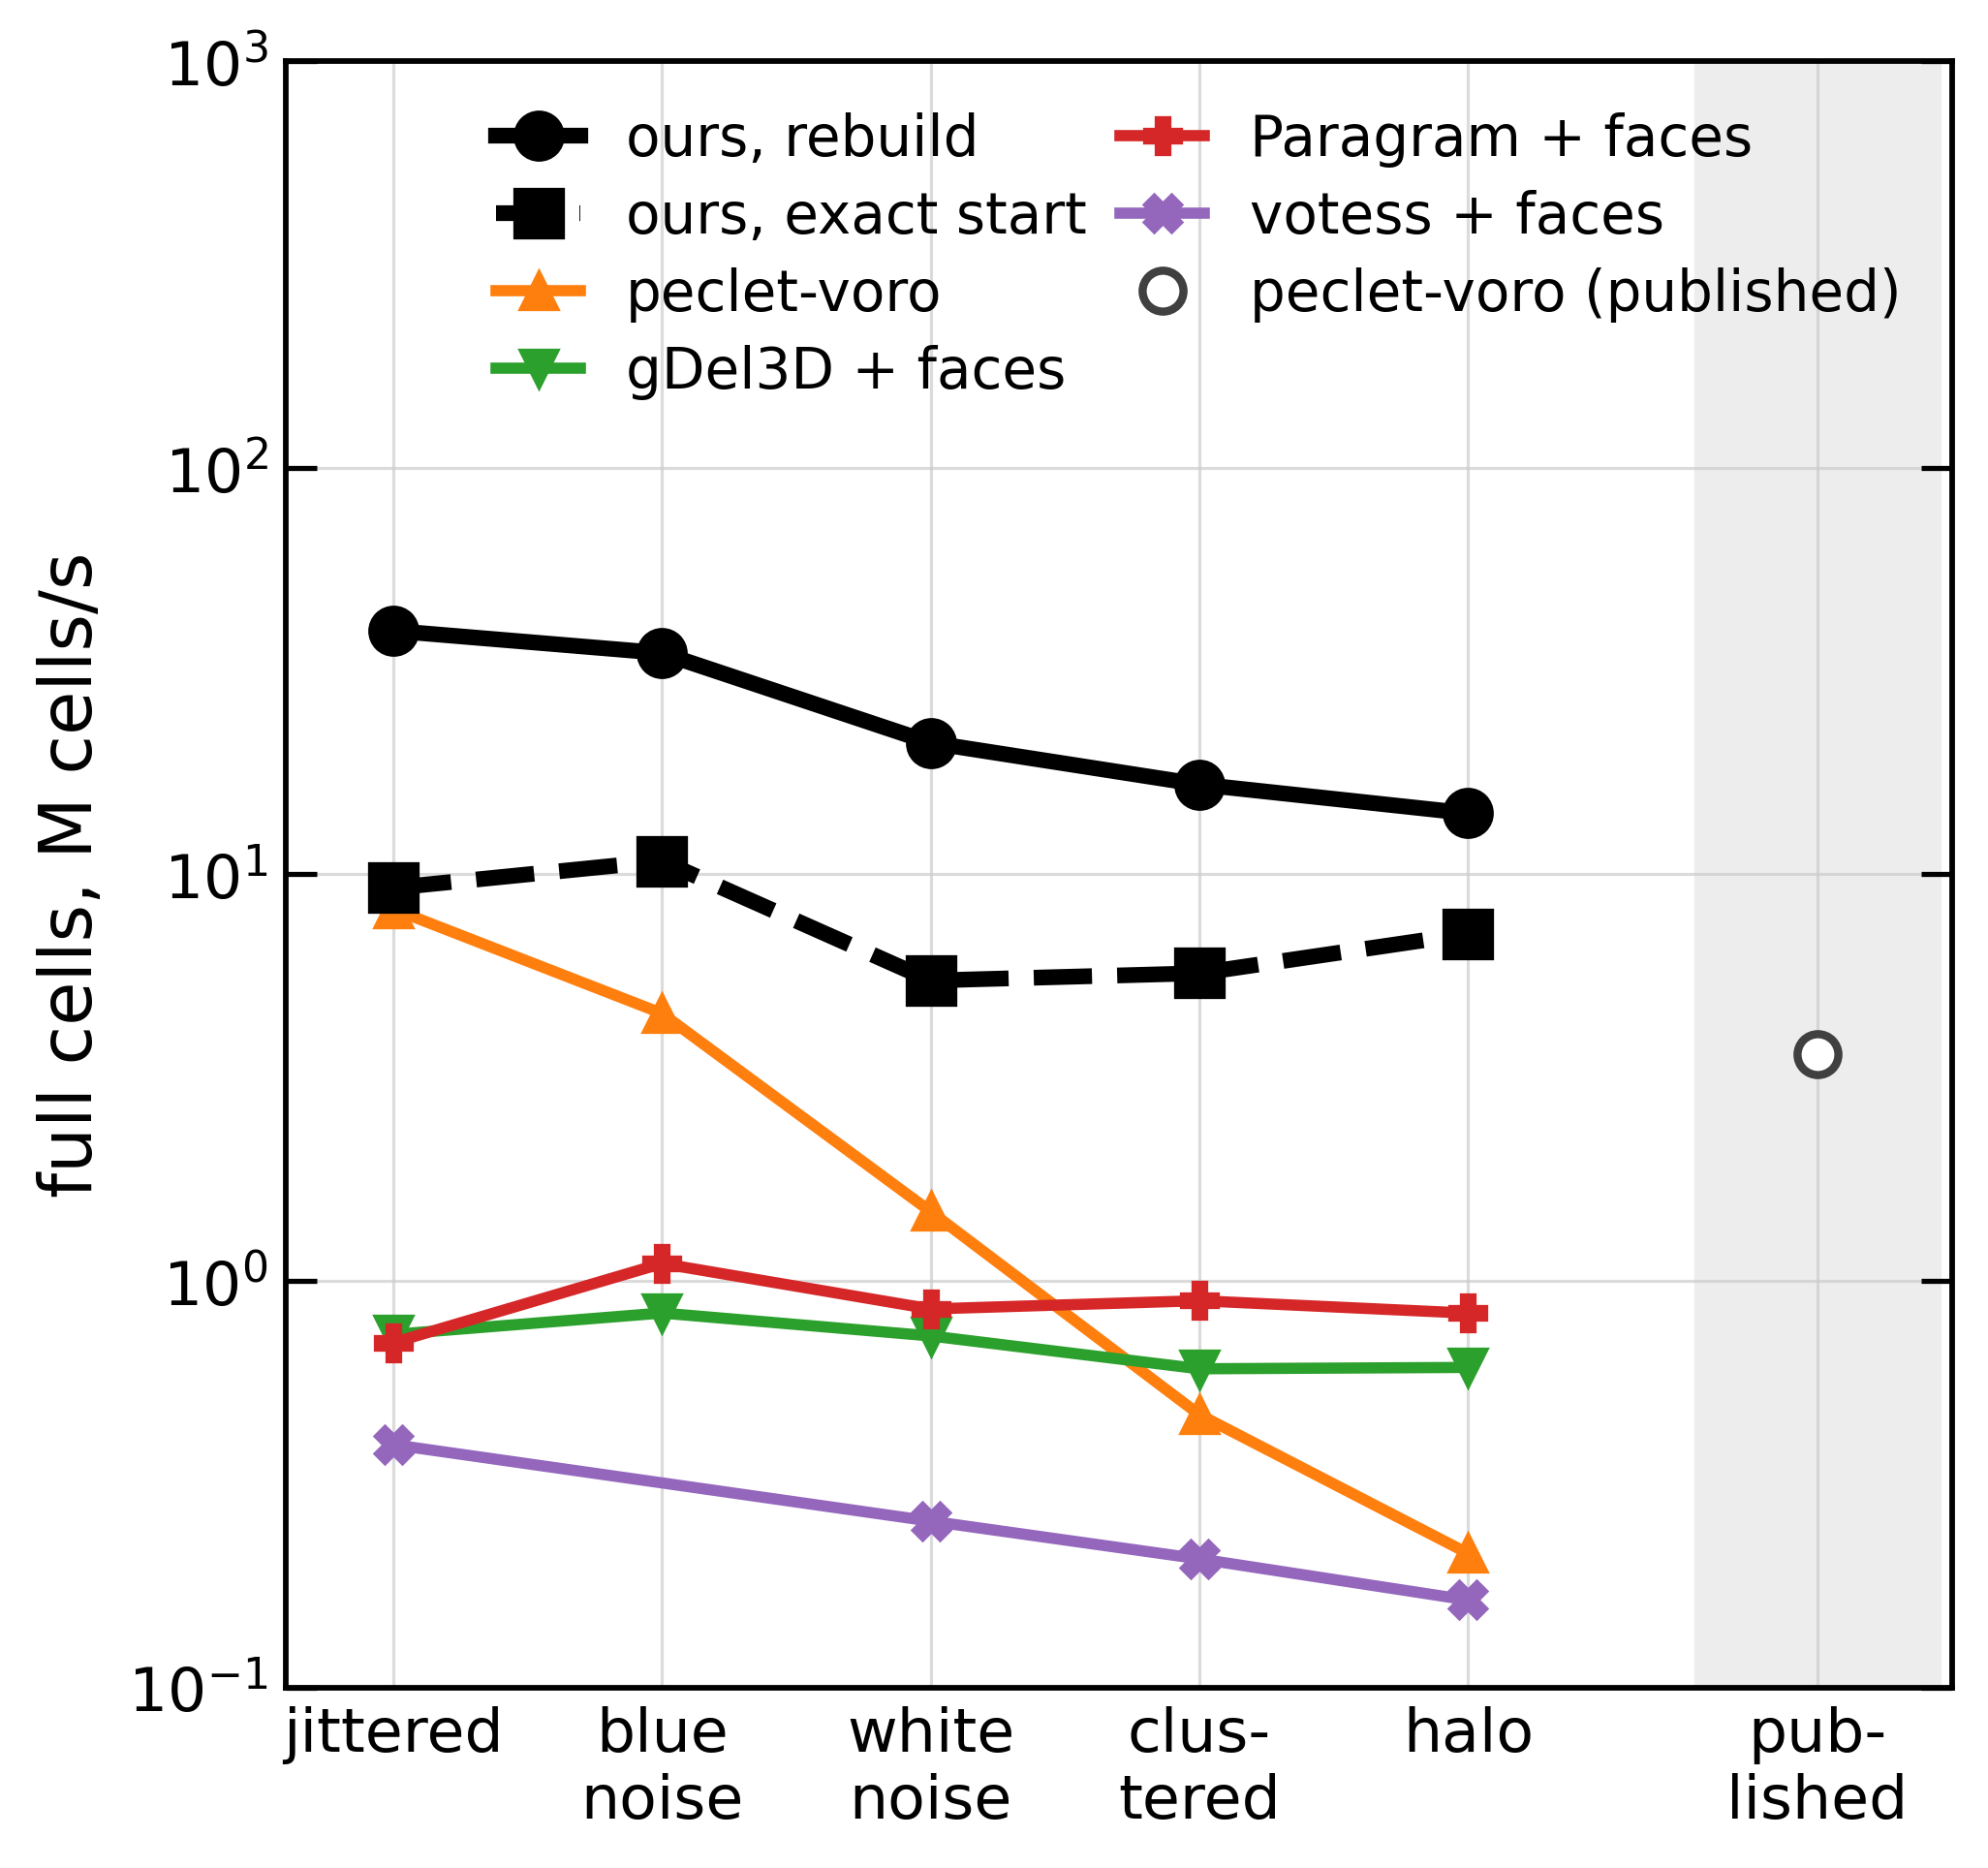 10³
10²
10¹
10⁰
10⁻¹
full cells, M cells/s
ours, rebuild
ours, exact start
peclet-voro
gDel3D + faces
Paragram + faces
votess + faces
peclet-voro (published)
jittered
blue
noise
white
noise
clus-
tered
halo
pub-
lished